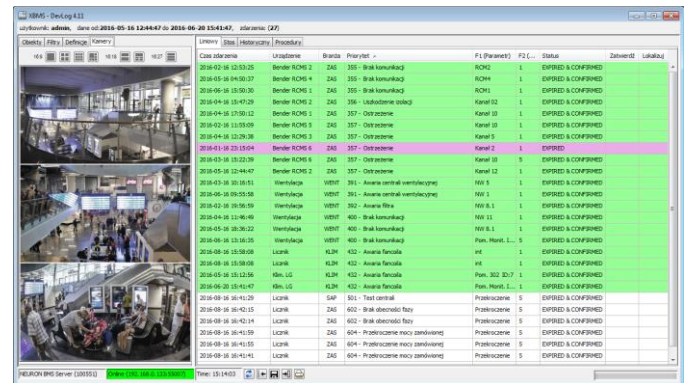 XBMS - DevLog 4.11
użytkownik: admin, dane od:2016-05-16 12:44:47 do 2016-06-20 15:41:47, zdarzenia: (27)
Obiekty Filtry Definicje Kamery Liniowy Stos Historyczny Procedury
Czas zdarzenia Urządzenie Branża Priorytet F1 (Parametr) F2 (... Status Zatwierdź Lokalizuj
2016-02-16 12:53:25 Bender RCMS 2 ZAS 355 - Brak komunikacji RCM2 1 EXPIRED & CONFIRMED
2016-05-16 04:50:37 Bender RCMS 4 ZAS 355 - Brak komunikacji RCM4 1 EXPIRED & CONFIRMED
2016-06-16 15:50:30 Bender RCMS 1 ZAS 355 - Brak komunikacji RCM1 1 EXPIRED & CONFIRMED
2016-04-16 15:47:29 Bender RCMS 2 ZAS 356 - Uszkodzenie izolacji Kanał 02 1 EXPIRED & CONFIRMED
2016-04-16 17:50:12 Bender RCMS 1 ZAS 357 - Ostrzeżenie Kanał 10 1 EXPIRED & CONFIRMED
2016-02-16 11:53:09 Bender RCMS 5 ZAS 357 - Ostrzeżenie Kanał 10 1 EXPIRED & CONFIRMED
2016-04-16 12:29:38 Bender RCMS 3 ZAS 357 - Ostrzeżenie Kanał 5 1 EXPIRED & CONFIRMED
2016-01-16 23:15:04 Bender RCMS 6 ZAS 357 - Ostrzeżenie Kanał 2 1 EXPIRED
2016-03-16 15:22:39 Bender RCMS 6 ZAS 357 - Ostrzeżenie Kanał 10 5 EXPIRED & CONFIRMED
2016-05-16 12:44:47 Bender RCMS 2 ZAS 357 - Ostrzeżenie Kanał 12 1 EXPIRED & CONFIRMED
2016-03-16 10:16:51 Wentylacja WENT 391 - Awaria centrali wentylacyjnej NW 5 1 EXPIRED & CONFIRMED
2016-06-16 09:55:58 Wentylacja WENT 391 - Awaria centrali wentylacyjnej NW 1 1 EXPIRED & CONFIRMED
2016-02-16 19:56:59 Wentylacja WENT 392 - Awaria filtra NW 8.1 1 EXPIRED & CONFIRMED
2016-04-16 11:46:49 Wentylacja WENT 400 - Brak komunikacji NW 11 1 EXPIRED & CONFIRMED
2016-05-16 18:36:22 Wentylacja WENT 400 - Brak komunikacji NW 8.1 1 EXPIRED & CONFIRMED
2016-06-16 13:16:35 Wentylacja WENT 400 - Brak komunikacji Pom. Monit. 1... 5 EXPIRED & CONFIRMED
2016-08-16 15:58:08 Licznik KLIM 432 - Awaria fancoila int 1 EXPIRED & CONFIRMED
2016-08-16 15:58:08 Licznik KLIM 432 - Awaria fancoila int 1 EXPIRED & CONFIRMED
2016-05-16 15:12:56 Klim. LG KLIM 432 - Awaria fancoila Pom. 302 ID:7 1 EXPIRED & CONFIRMED
2016-06-20 15:41:47 Klim. LG KLIM 432 - Awaria fancoila Pom. Monit. 1... 1 EXPIRED & CONFIRMED
2016-08-16 16:41:29 Licznik SAP 501 - Test centrali Przekroczenie 5 EXPIRED & CONFIRMED
2016-08-16 16:42:15 Licznik ZAS 602 - Brak obecności fazy Przekroczenie 5 EXPIRED & CONFIRMED
2016-08-16 16:42:15 Licznik ZAS 602 - Brak obecności fazy Przekroczenie 5 EXPIRED & CONFIRMED
2016-08-16 16:41:59 Licznik ZAS 604 - Przekroczenie mocy zamówionej Przekroczenie 5 EXPIRED & CONFIRMED
2016-08-16 16:41:55 Licznik ZAS 604 - Przekroczenie mocy zamówionej Przekroczenie 5 EXPIRED & CONFIRMED
2016-08-16 16:41:41 Licznik ZAS 604 - Przekroczenie mocy zamówionej Przekroczenie 5 EXPIRED & CONFIRMED
NEURON BMS Server (100551) Online (192.168.0.133:55007) Time: 15:14:03